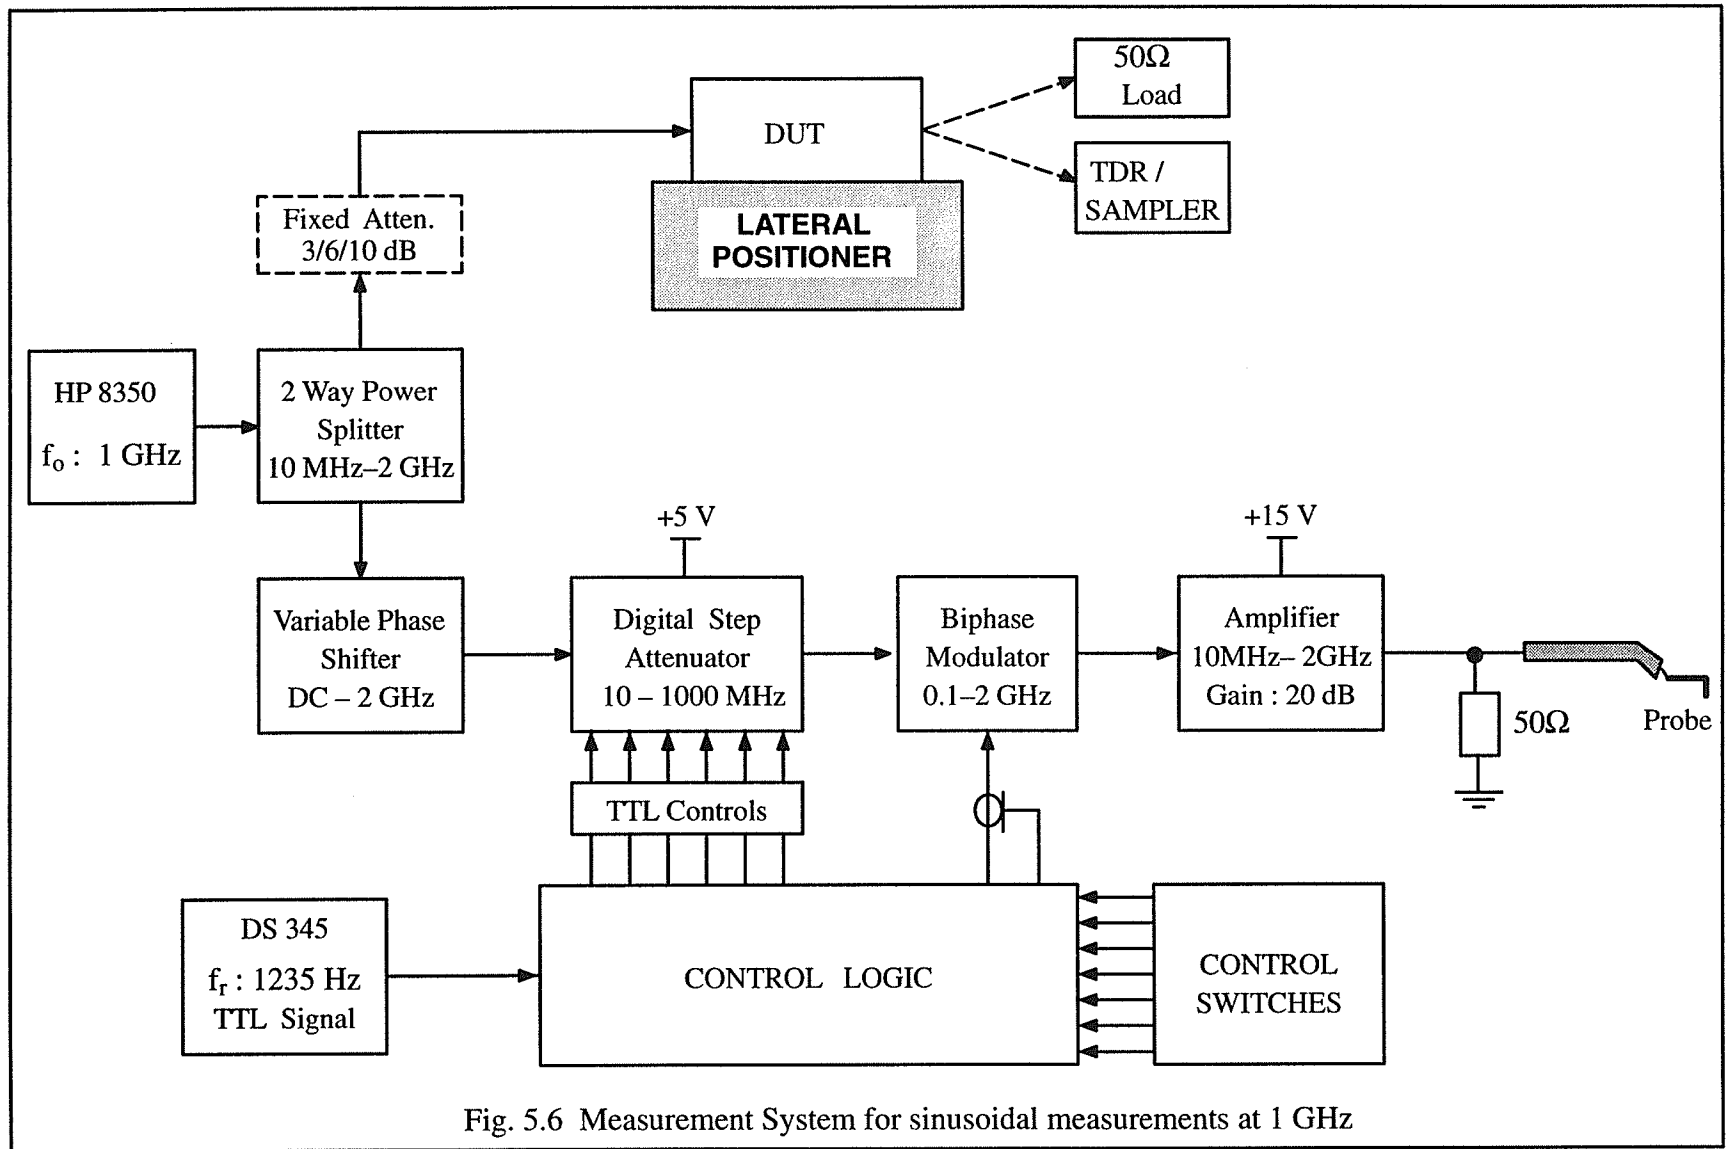 50Ω
Load
DUT
TDR /
SAMPLER
Fixed Atten.
3/6/10 dB
LATERAL
POSITIONER
HP 8350
fₒ : 1 GHz
2 Way Power
Splitter
10 MHz–2 GHz
+5 V
+15 V
Variable Phase
Shifter
DC – 2 GHz
Digital Step
Attenuator
10 – 1000 MHz
Biphase
Modulator
0.1–2 GHz
Amplifier
10MHz– 2GHz
Gain : 20 dB
50Ω
Probe
TTL Controls
DS 345
fᵣ : 1235 Hz
TTL Signal
CONTROL LOGIC
CONTROL
SWITCHES
Fig. 5.6 Measurement System for sinusoidal measurements at 1 GHz